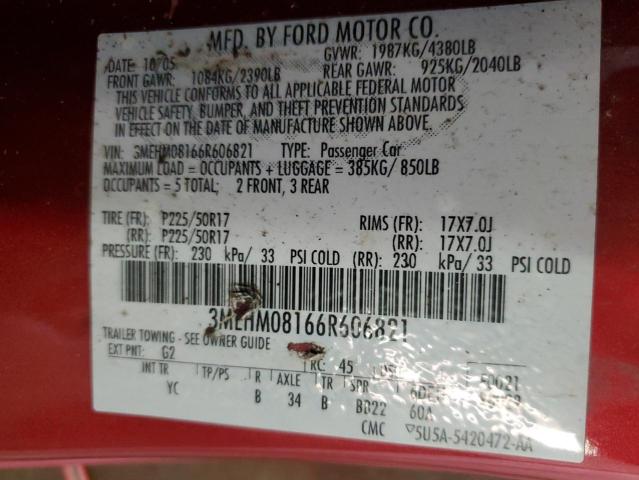 MFD. BY FORD MOTOR CO.
DATE 10/05 GVWR: 1987KG/4380LB
FRONT GAWR: 1084KG/2390LB REAR GAWR: 925KG/2040LB
THIS VEHICLE CONFORMS TO ALL APPLICABLE FEDERAL MOTOR
VEHICLE SAFETY, BUMPER, AND THEFT PREVENTION STANDARDS
IN EFFECT ON THE DATE OF MANUFACTURE SHOWN ABOVE.
VIN: 3MEHM08166R606821 TYPE: Passenger Car
MAXIMUM LOAD = OCCUPANTS + LUGGAGE = 385KG/ 850LB
OCCUPANTS = 5 TOTAL; 2 FRONT, 3 REAR
TIRE (FR): P225/50R17 RIMS (FR): 17X7.0J
(RR): P225/50R17 (RR): 17X7.0J
PRESSURE (FR): 230 kPa/ 33 PSI COLD (RR): 230 kPa/ 33 PSI COLD
3MEHM08166R606821
TRAILER TOWING - SEE OWNER GUIDE
EXT PNT: G2 RC: 45
INT TR TP/PS R AXLE TR SPR
YC B 34 B BD22 60A
CMC 5U5A-5420472-AA